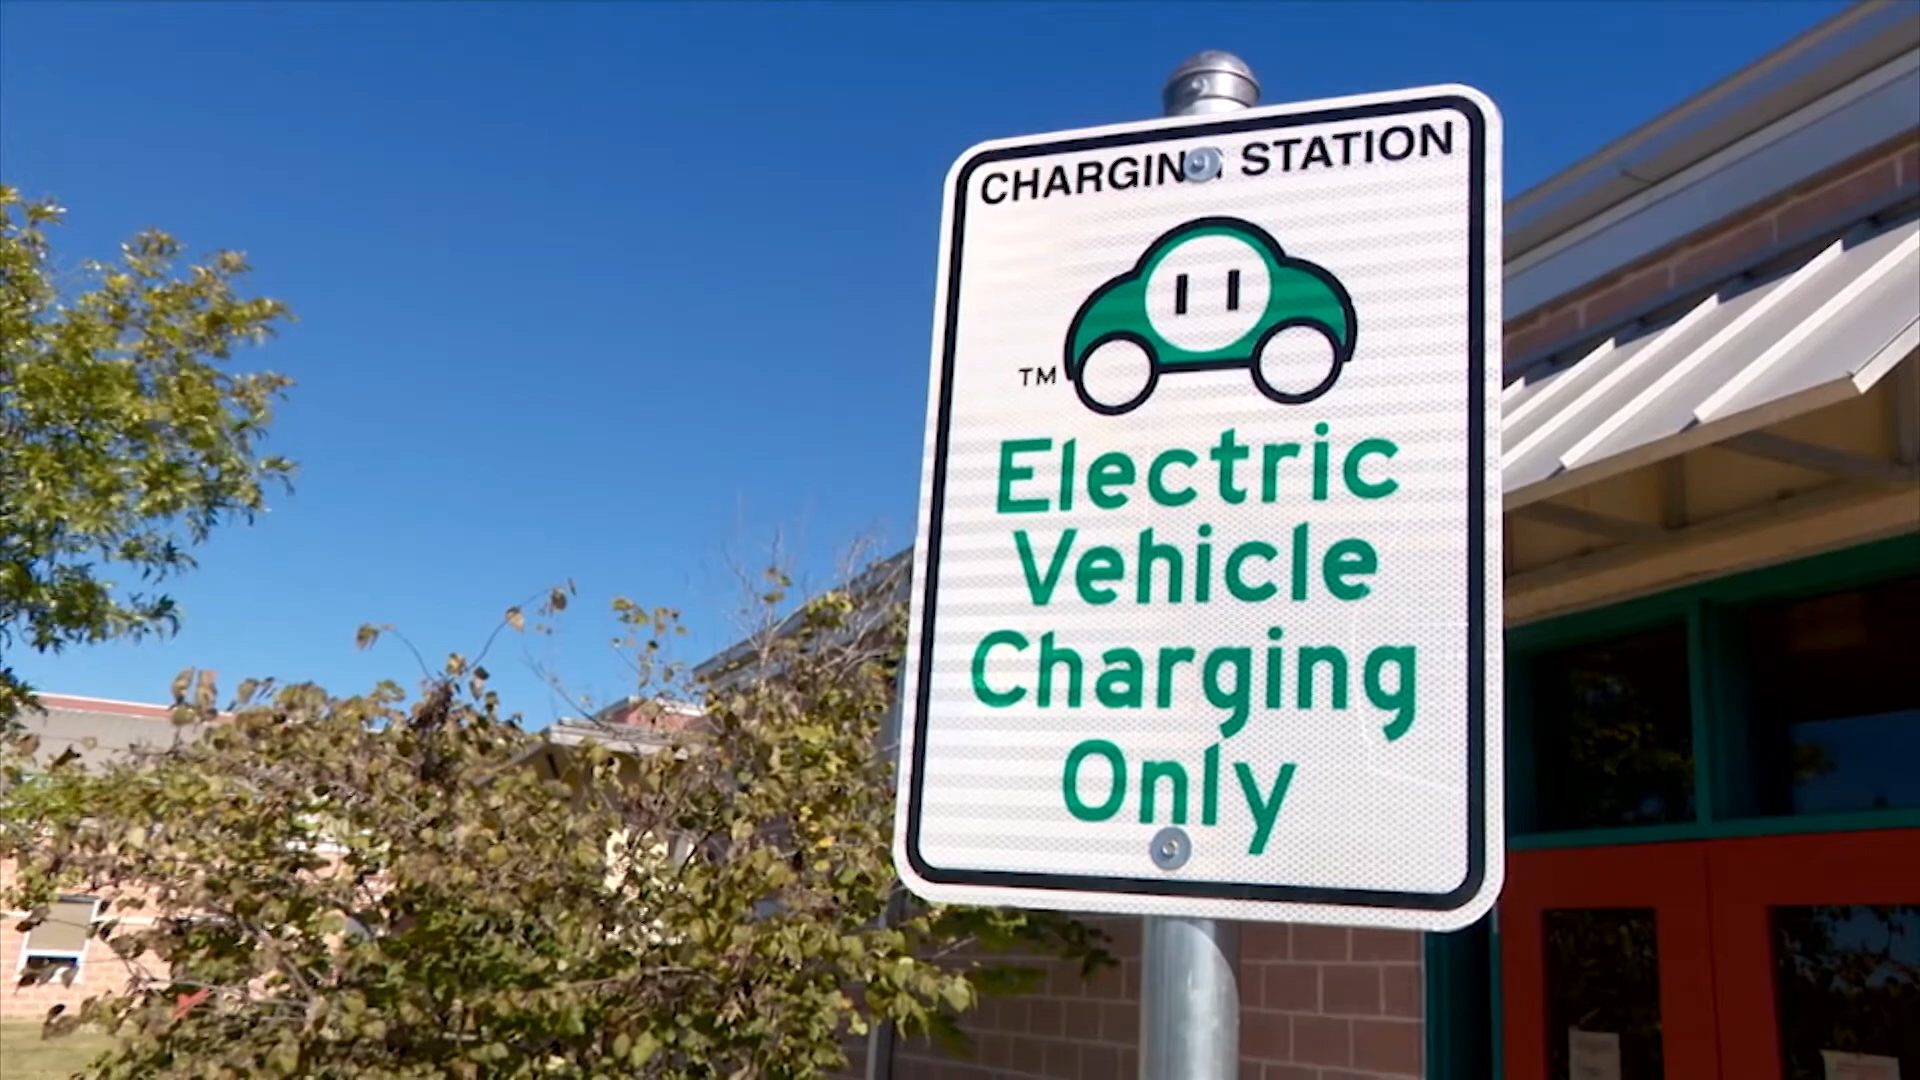 CHARGING STATION
TM
Electric
Vehicle
Charging
Only